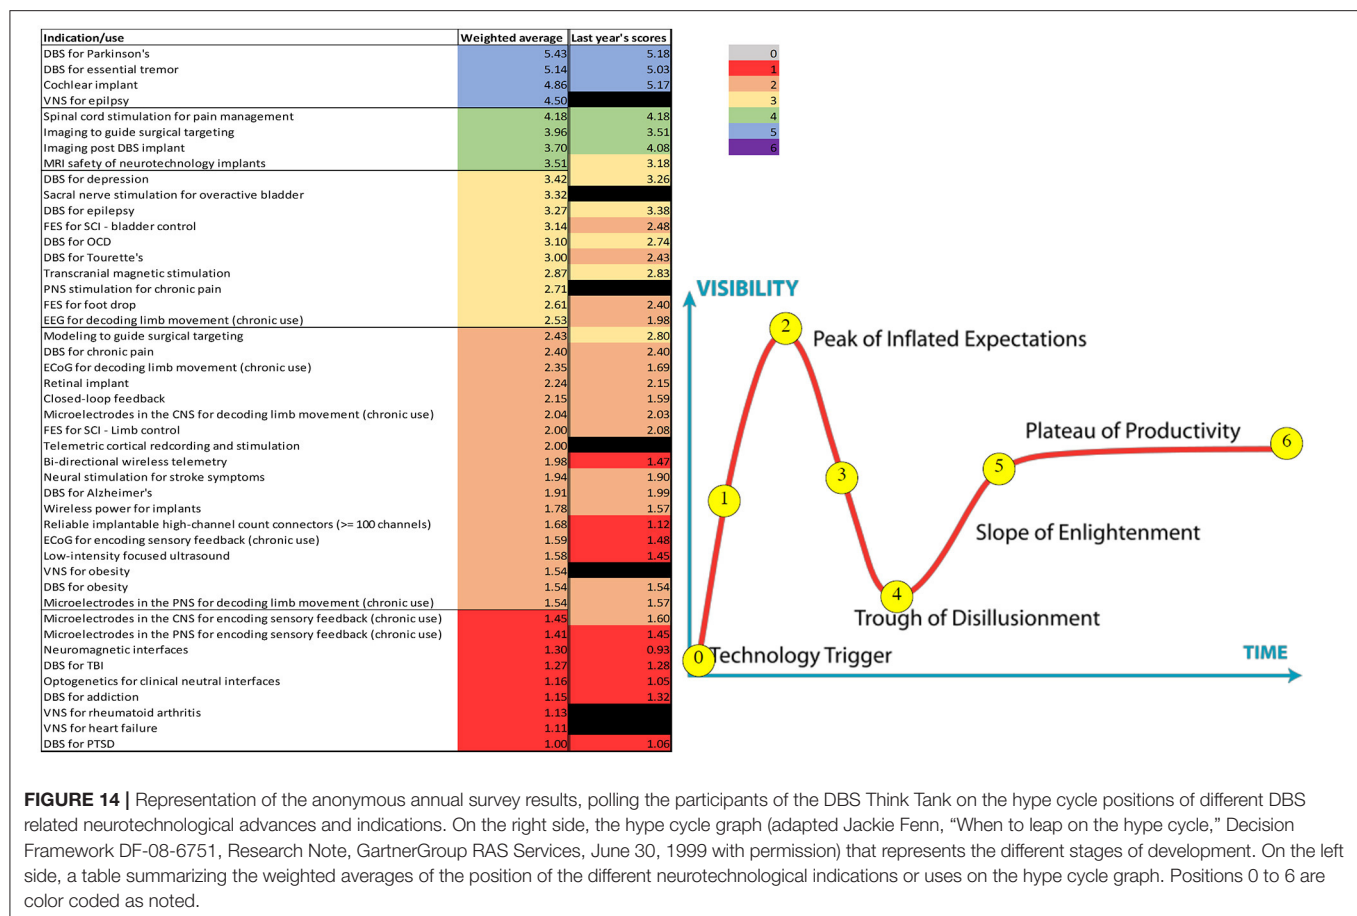 Indication/use Weighted average Last year's scores
DBS for Parkinson's 5.43 5.18
DBS for essential tremor 5.14 5.03
Cochlear implant 4.86 5.17
VNS for epilpsy 4.50
Spinal cord stimulation for pain management 4.18 4.18
Imaging to guide surgical targeting 3.96 3.51
Imaging post DBS implant 3.70 4.08
MRI safety of neurotechnology implants 3.51 3.18
DBS for depression 3.42 3.26
Sacral nerve stimulation for overactive bladder 3.32
DBS for epilepsy 3.27 3.38
FES for SCI - bladder control 3.14 2.48
DBS for OCD 3.10 2.74
DBS for Tourette's 3.00 2.43
Transcranial magnetic stimulation 2.87 2.83
PNS stimulation for chronic pain 2.71
FES for foot drop 2.61 2.40
EEG for decoding limb movement (chronic use) 2.53 1.98
Modeling to guide surgical targeting 2.43 2.80
DBS for chronic pain 2.40 2.40
ECoG for decoding limb movement (chronic use) 2.35 1.69
Retinal implant 2.24 2.15
Closed-loop feedback 2.15 1.59
Microelectrodes in the CNS for decoding limb movement (chronic use) 2.04 2.03
FES for SCI - Limb control 2.00 2.08
Telemetric cortical redcording and stimulation 2.00
Bi-directional wireless telemetry 1.98 1.47
Neural stimulation for stroke symptoms 1.94 1.90
DBS for Alzheimer's 1.91 1.99
Wireless power for implants 1.78 1.57
Reliable implantable high-channel count connectors (>= 100 channels) 1.68 1.12
ECoG for encoding sensory feedback (chronic use) 1.59 1.48
Low-intensity focused ultrasound 1.58 1.45
VNS for obesity 1.54
DBS for obesity 1.54 1.54
Microelectrodes in the PNS for decoding limb movement (chronic use) 1.54 1.57
Microelectrodes in the CNS for encoding sensory feedback (chronic use) 1.45 1.60
Microelectrodes in the PNS for encoding sensory feedback (chronic use) 1.41 1.45
Neuromagnetic interfaces 1.30 0.93
DBS for TBI 1.27 1.28
Optogenetics for clinical neutral interfaces 1.16 1.05
DBS for addiction 1.15 1.32
VNS for rheumatoid arthritis 1.13
VNS for heart failure 1.11
DBS for PTSD 1.00 1.06
0
1
2
3
4
5
6
VISIBILITY
2
Peak of Inflated Expectations
Plateau of Productivity
6
5
3
1
Slope of Enlightenment
4
Trough of Disillusionment
0
Technology Trigger
TIME
FIGURE 14 | Representation of the anonymous annual survey results, polling the participants of the DBS Think Tank on the hype cycle positions of different DBS
related neurotechnological advances and indications. On the right side, the hype cycle graph (adapted Jackie Fenn, “When to leap on the hype cycle,” Decision
Framework DF-08-6751, Research Note, GartnerGroup RAS Services, June 30, 1999 with permission) that represents the different stages of development. On the left
side, a table summarizing the weighted averages of the position of the different neurotechnological indications or uses on the hype cycle graph. Positions 0 to 6 are
color coded as noted.